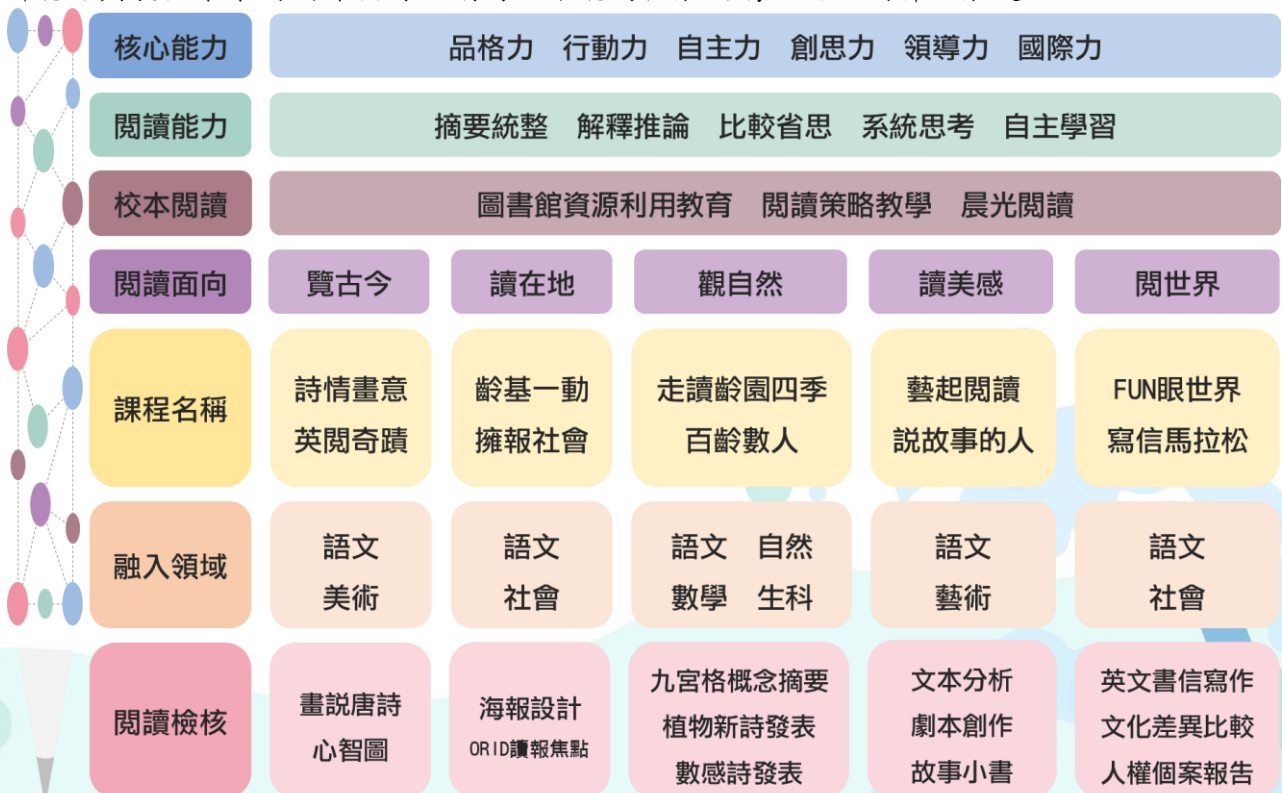 核心能力 品格力 行動力 自主力 創思力 領導力 國際力
閱讀能力 摘要統整 解釋推論 比較省思 系統思考 自主學習
校本閱讀 圖書館資源利用教育 閱讀策略教學 晨光閱讀
閱讀面向 覽古今 讀在地 觀自然 讀美感 閱世界
課程名稱
詩情畫意
英閱奇蹟
齡基一動
擁報社會
走讀齡園四季
百齡數人
藝起閱讀
說故事的人
FUN眼世界
寫信馬拉松
融入領域
語文
美術
語文
社會
語文 自然
數學 生科
語文
藝術
語文
社會
閱讀檢核
畫說唐詩
心智圖
海報設計
ORID讀報焦點
九宮格概念摘要
植物新詩發表
數感詩發表
文本分析
劇本創作
故事小書
英文書信寫作
文化差異比較
人權個案報告